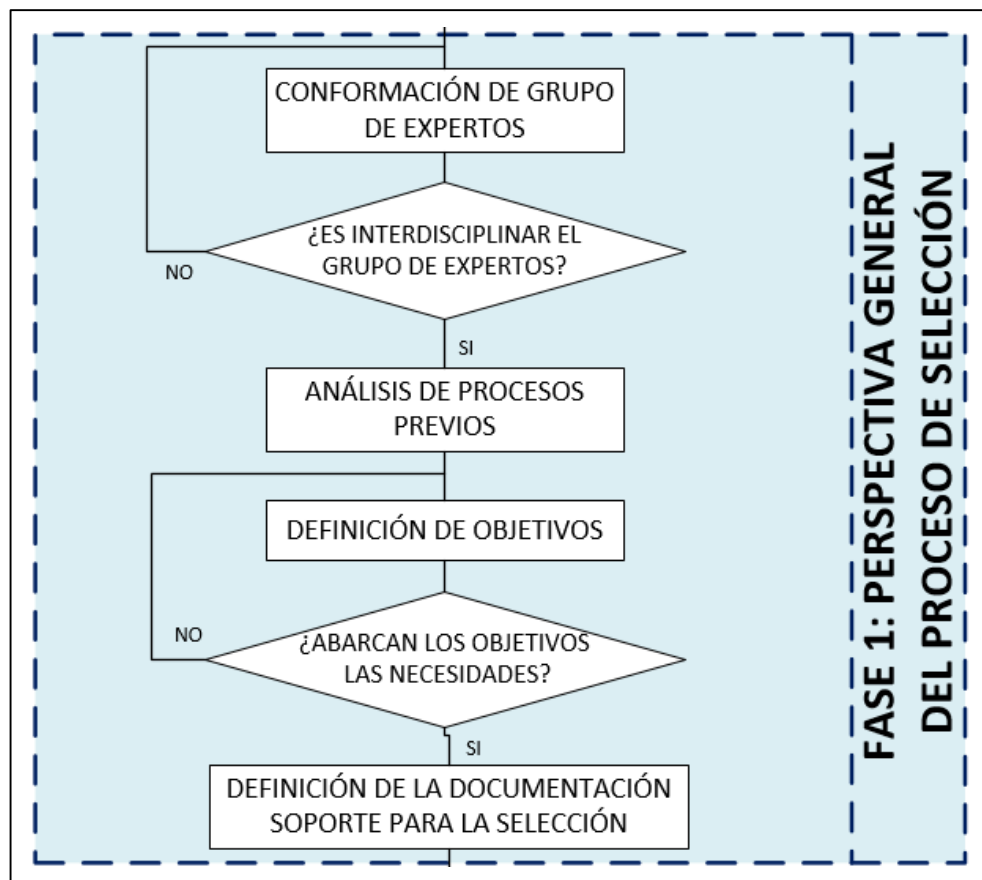 CONFORMACIÓN DE GRUPO
DE EXPERTOS
¿ES INTERDISCIPLINAR EL
GRUPO DE EXPERTOS?
NO
SI
ANÁLISIS DE PROCESOS
PREVIOS
DEFINICIÓN DE OBJETIVOS
¿ABARCAN LOS OBJETIVOS
LAS NECESIDADES?
NO
SI
DEFINICIÓN DE LA DOCUMENTACIÓN
SOPORTE PARA LA SELECCIÓN
FASE 1: PERSPECTIVA GENERAL
DEL PROCESO DE SELECCIÓN